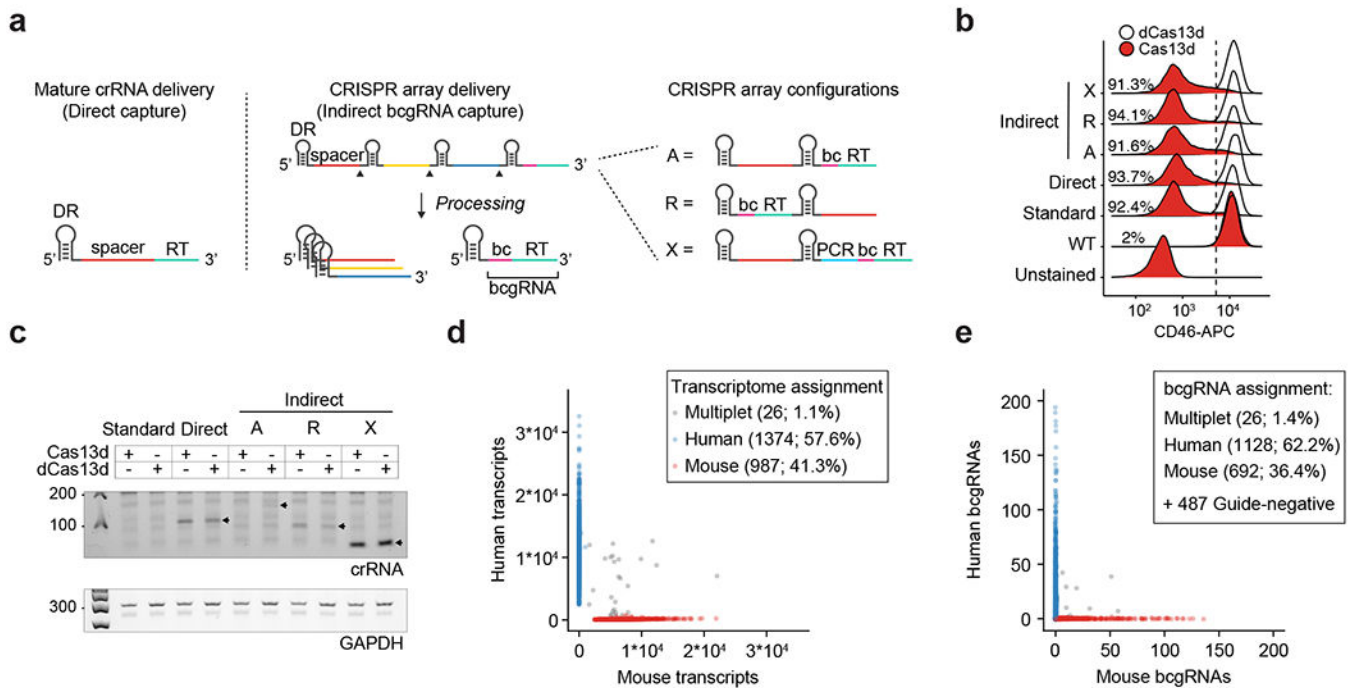 a
Mature crRNA delivery
(Direct capture)
DR
spacer
RT
5'
3'
CRISPR array delivery
(Indirect bcgRNA capture)
DR
5'
spacer
3'
Processing
5'
3'
5'
bc
RT
3'
bcgRNA
CRISPR array configurations
A =
bc RT
R =
bc RT
X =
PCR bc RT
b
dCas13d
Cas13d
Indirect
X
91.3%
R
94.1%
A
91.6%
Direct
93.7%
Standard
92.4%
WT
2%
Unstained
10²
10³
10⁴
CD46-APC
c
Indirect
Standard Direct A R X
Cas13d + - + - + - + - + -
dCas13d - + - + - + - + - +
200
100
crRNA
300
GAPDH
d
Transcriptome assignment
Multiplet (26; 1.1%)
Human (1374; 57.6%)
Mouse (987; 41.3%)
Human transcripts
3*10⁴
2*10⁴
1*10⁴
0
0 1*10⁴ 2*10⁴ 3*10⁴
Mouse transcripts
e
bcgRNA assignment:
Multiplet (26; 1.4%)
Human (1128; 62.2%)
Mouse (692; 36.4%)
+ 487 Guide-negative
Human bcgRNAs
200
150
100
50
0
0 50 100 150 200
Mouse bcgRNAs